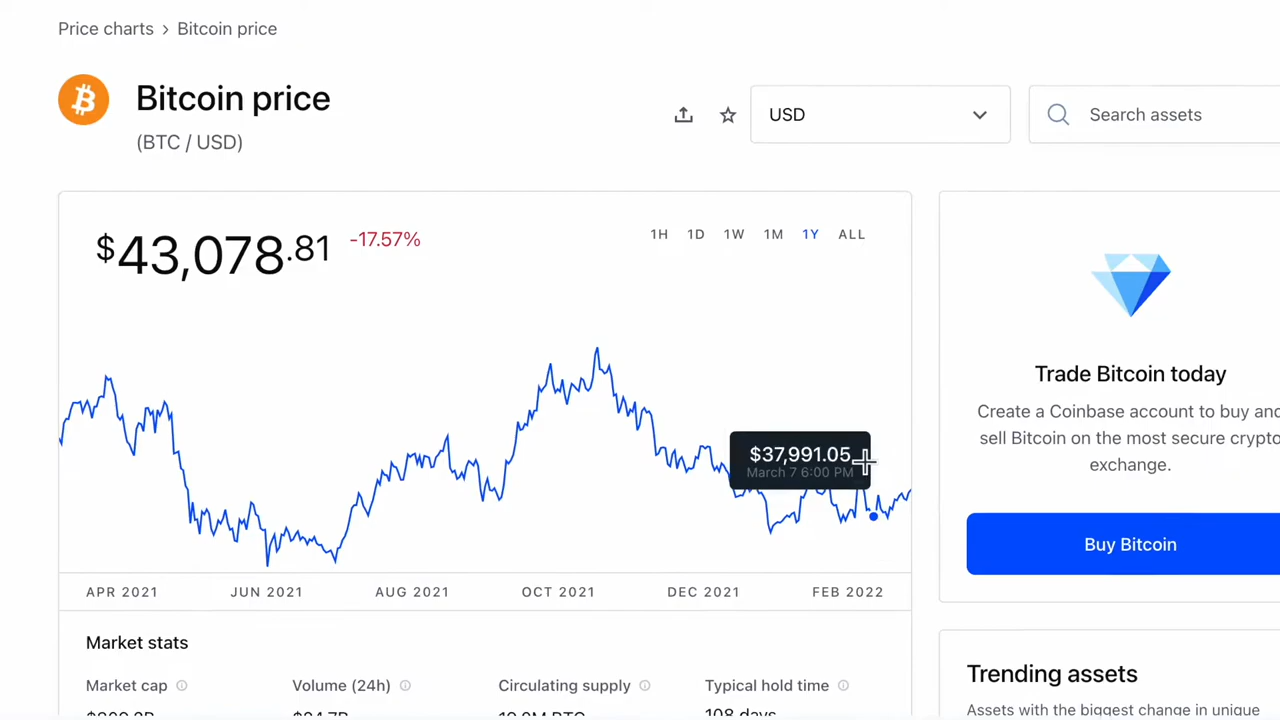 Price charts > Bitcoin price
Bitcoin price
(BTC / USD)
USD
Search assets
$43,078.81 -17.57%
1H 1D 1W 1M 1Y ALL
$37,991.05
March 7 6:00 PM
APR 2021 JUN 2021 AUG 2021 OCT 2021 DEC 2021 FEB 2022
Market stats
Market cap Volume (24h) Circulating supply Typical hold time
108 days
Trade Bitcoin today
Create a Coinbase account to buy and
sell Bitcoin on the most secure crypto
exchange.
Buy Bitcoin
Trending assets
Assets with the biggest change in unique